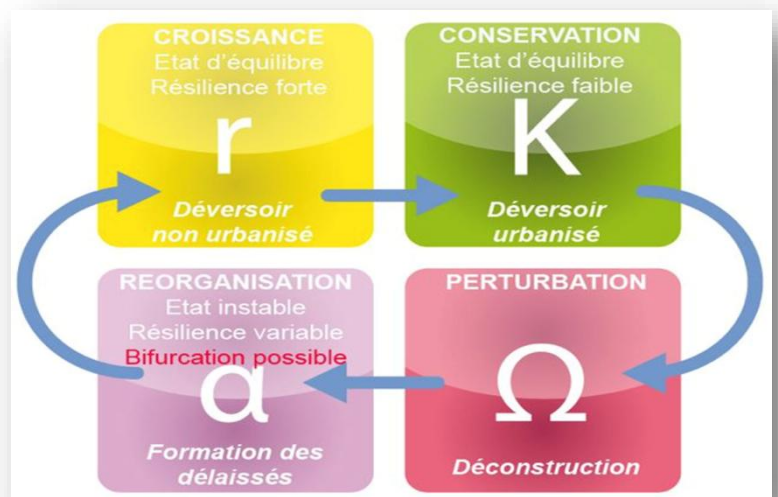 CROISSANCE
Etat d'équilibre
Résilience forte
r
Déversoir
non urbanisé
CONSERVATION
Etat d'équilibre
Résilience faible
K
Déversoir
urbanisé
REORGANISATION
Etat instable
Résilience variable
Bifurcation possible
α
Formation des
délaissés
PERTURBATION
Ω
Déconstruction